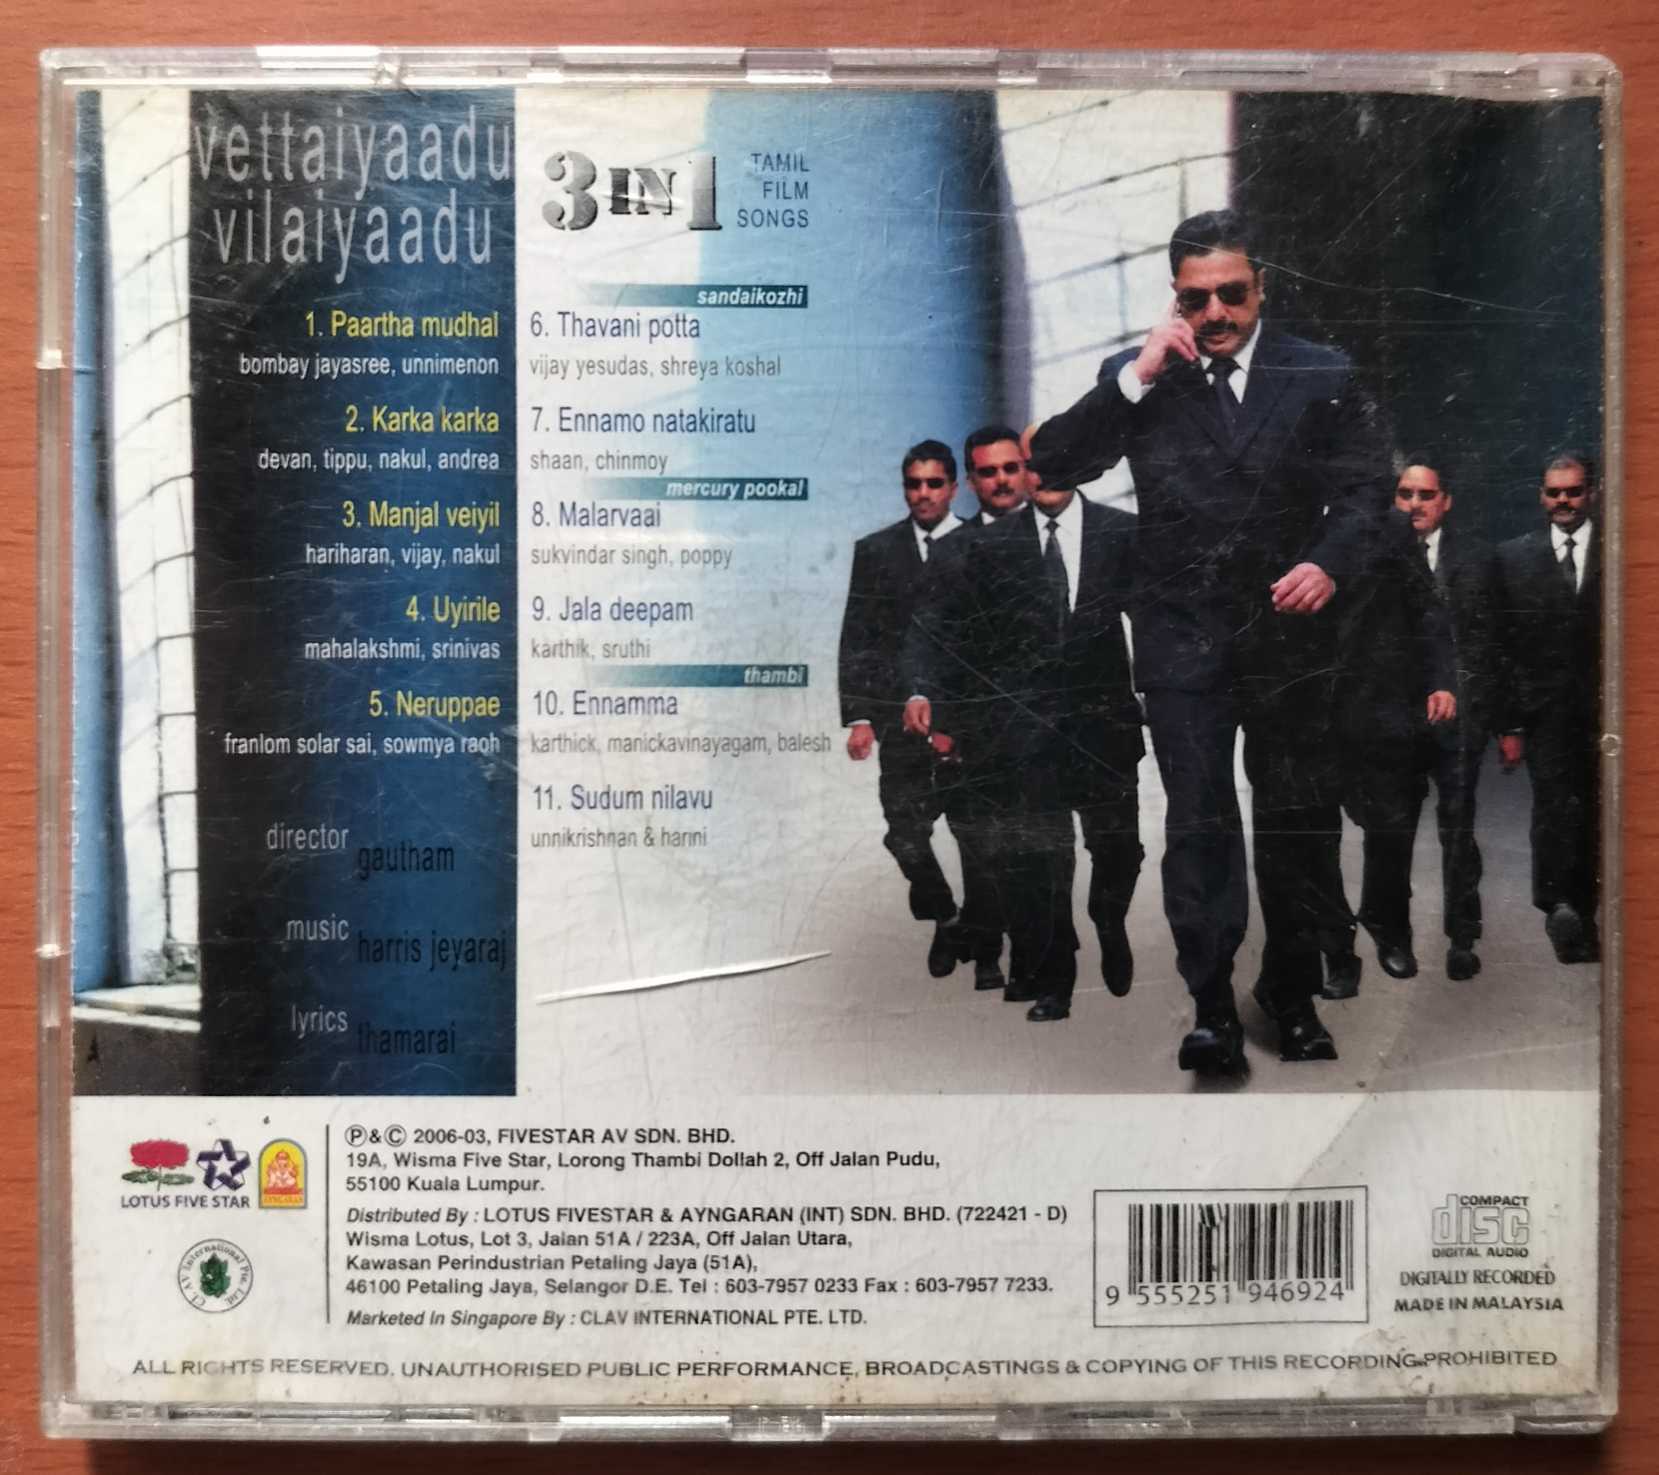 vettaiyaadu
vilaiyaadu
1. Paartha mudhal
bombay jayasree, unnimenon
2. Karka karka
devan, tippu, nakul, andrea
3. Manjal veiyil
hariharan, vijay, nakul
4. Uyirile
mahalakshmi, srinivas
5. Neruppae
franlom solar sai, sowmya raoh
director gautham
music harris jeyaraj
lyrics thamarai
3 IN 1
TAMIL
FILM
SONGS
sandaikozhi
6. Thavani potta
vijay yesudas, shreya koshal
7. Ennamo natakiratu
shaan, chinmoy
mercury pookal
8. Malarvaai
sukvindar singh, poppy
9. Jala deepam
karthik, sruthi
thambi
10. Ennamma
karthick, manickavinayagam, balesh
11. Sudum nilavu
unnikrishnan & harini
LOTUS FIVE STAR
AYNGARAN
CLAV International Pte. Ltd.
Ⓟ&© 2006-03, FIVESTAR AV SDN. BHD.
19A, Wisma Five Star, Lorong Thambi Dollah 2, Off Jalan Pudu,
55100 Kuala Lumpur.
Distributed By : LOTUS FIVESTAR & AYNGARAN (INT) SDN. BHD. (722421 - D)
Wisma Lotus, Lot 3, Jalan 51A / 223A, Off Jalan Utara,
Kawasan Perindustrian Petaling Jaya (51A),
46100 Petaling Jaya, Selangor D.E. Tel : 603-7957 0233 Fax : 603-7957 7233.
Marketed In Singapore By : CLAV INTERNATIONAL PTE. LTD.
9 555251 946924
COMPACT
disc
DIGITAL AUDIO
DIGITALLY RECORDED
MADE IN MALAYSIA
ALL RIGHTS RESERVED. UNAUTHORISED PUBLIC PERFORMANCE, BROADCASTINGS & COPYING OF THIS RECORDING PROHIBITED